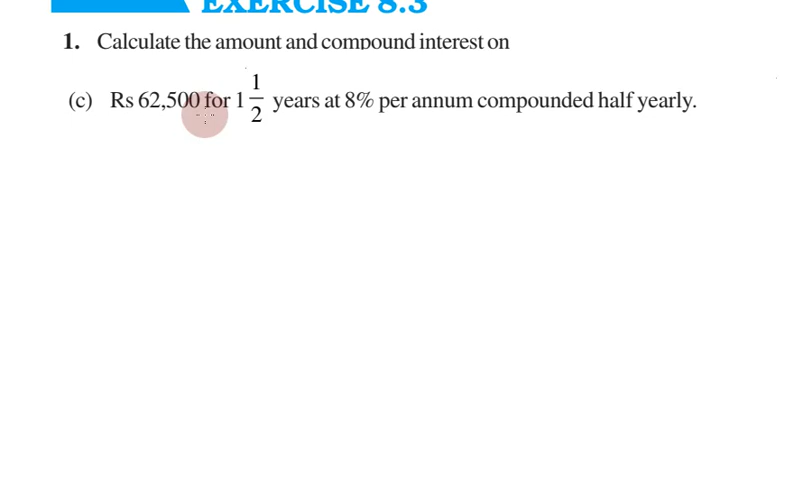 EXERCISE 8.3
1. Calculate the amount and compound interest on
(c) Rs 62,500 for 1 1/2 years at 8% per annum compounded half yearly.